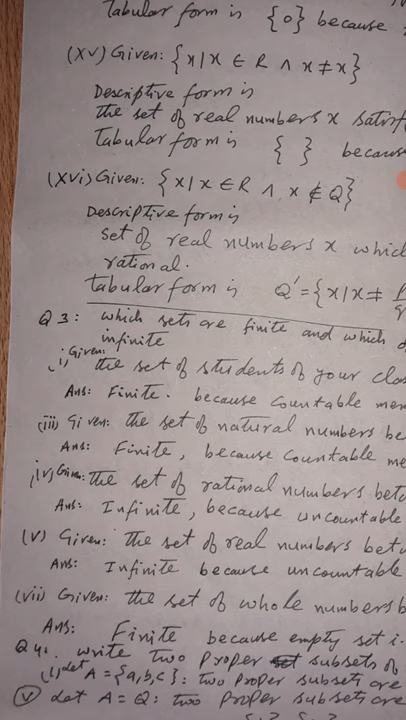 Tabular form is {0} because
(XV) Given: {x|x ∈ R ∧ x ≠ x}
Descriptive form is
the set of real numbers x satisf
Tabular form is { } because
(XVi) Given: {x|x ∈ R ∧ x ∉ Q}
Descriptive form is
set of real numbers x which
rational.
tabular form is Q′={x|x ≠ p
Q 3: which sets are finite and which
infinite
(i) Given: the set of students of your clas
Ans: Finite. because Countable mem
(iii) Given: the set of natural numbers be
Ans: Finite, because Countable me
(iv) Given: the set of rational numbers betw
Ans: Infinite, because uncountable
(V) Given: the set of real numbers betw
Ans: Infinite because uncountable
(vii) Given: the set of whole numbers b
Ans: Finite because empty set i.
Q 4: write two Proper subsets of
(i) Let A = {a,b,c}: two Proper subsets are
(V) Let A = Q: two Proper subsets are